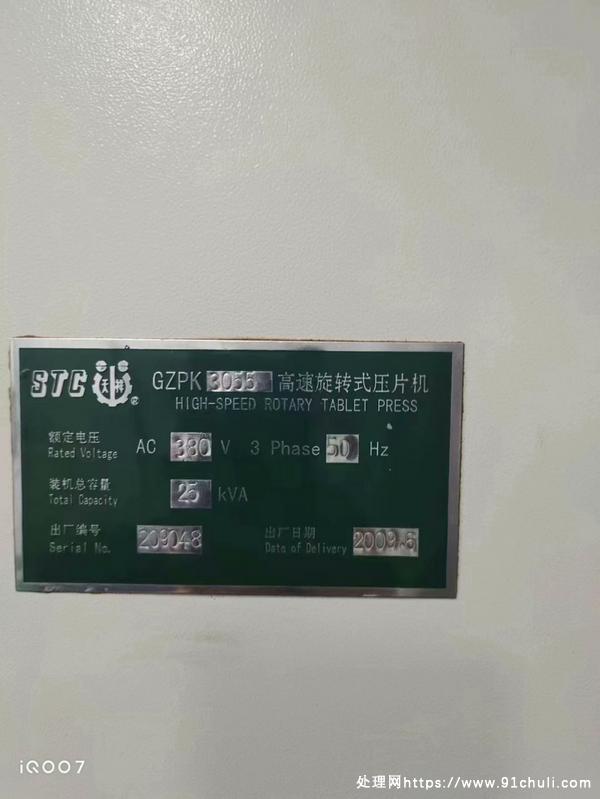 STC 天祥 ® GZPK 3055 高速旋转式压片机
HIGH-SPEED ROTARY TABLET PRESS
额定电压
Rated Voltage AC 380 V 3 Phase 50 Hz
装机总容量
Total Capacity 25 kVA
出厂编号
Serial No. 209048
出厂日期
Date of Delivery 2009.6
iQOO7
处理网https://www.91chuli.com